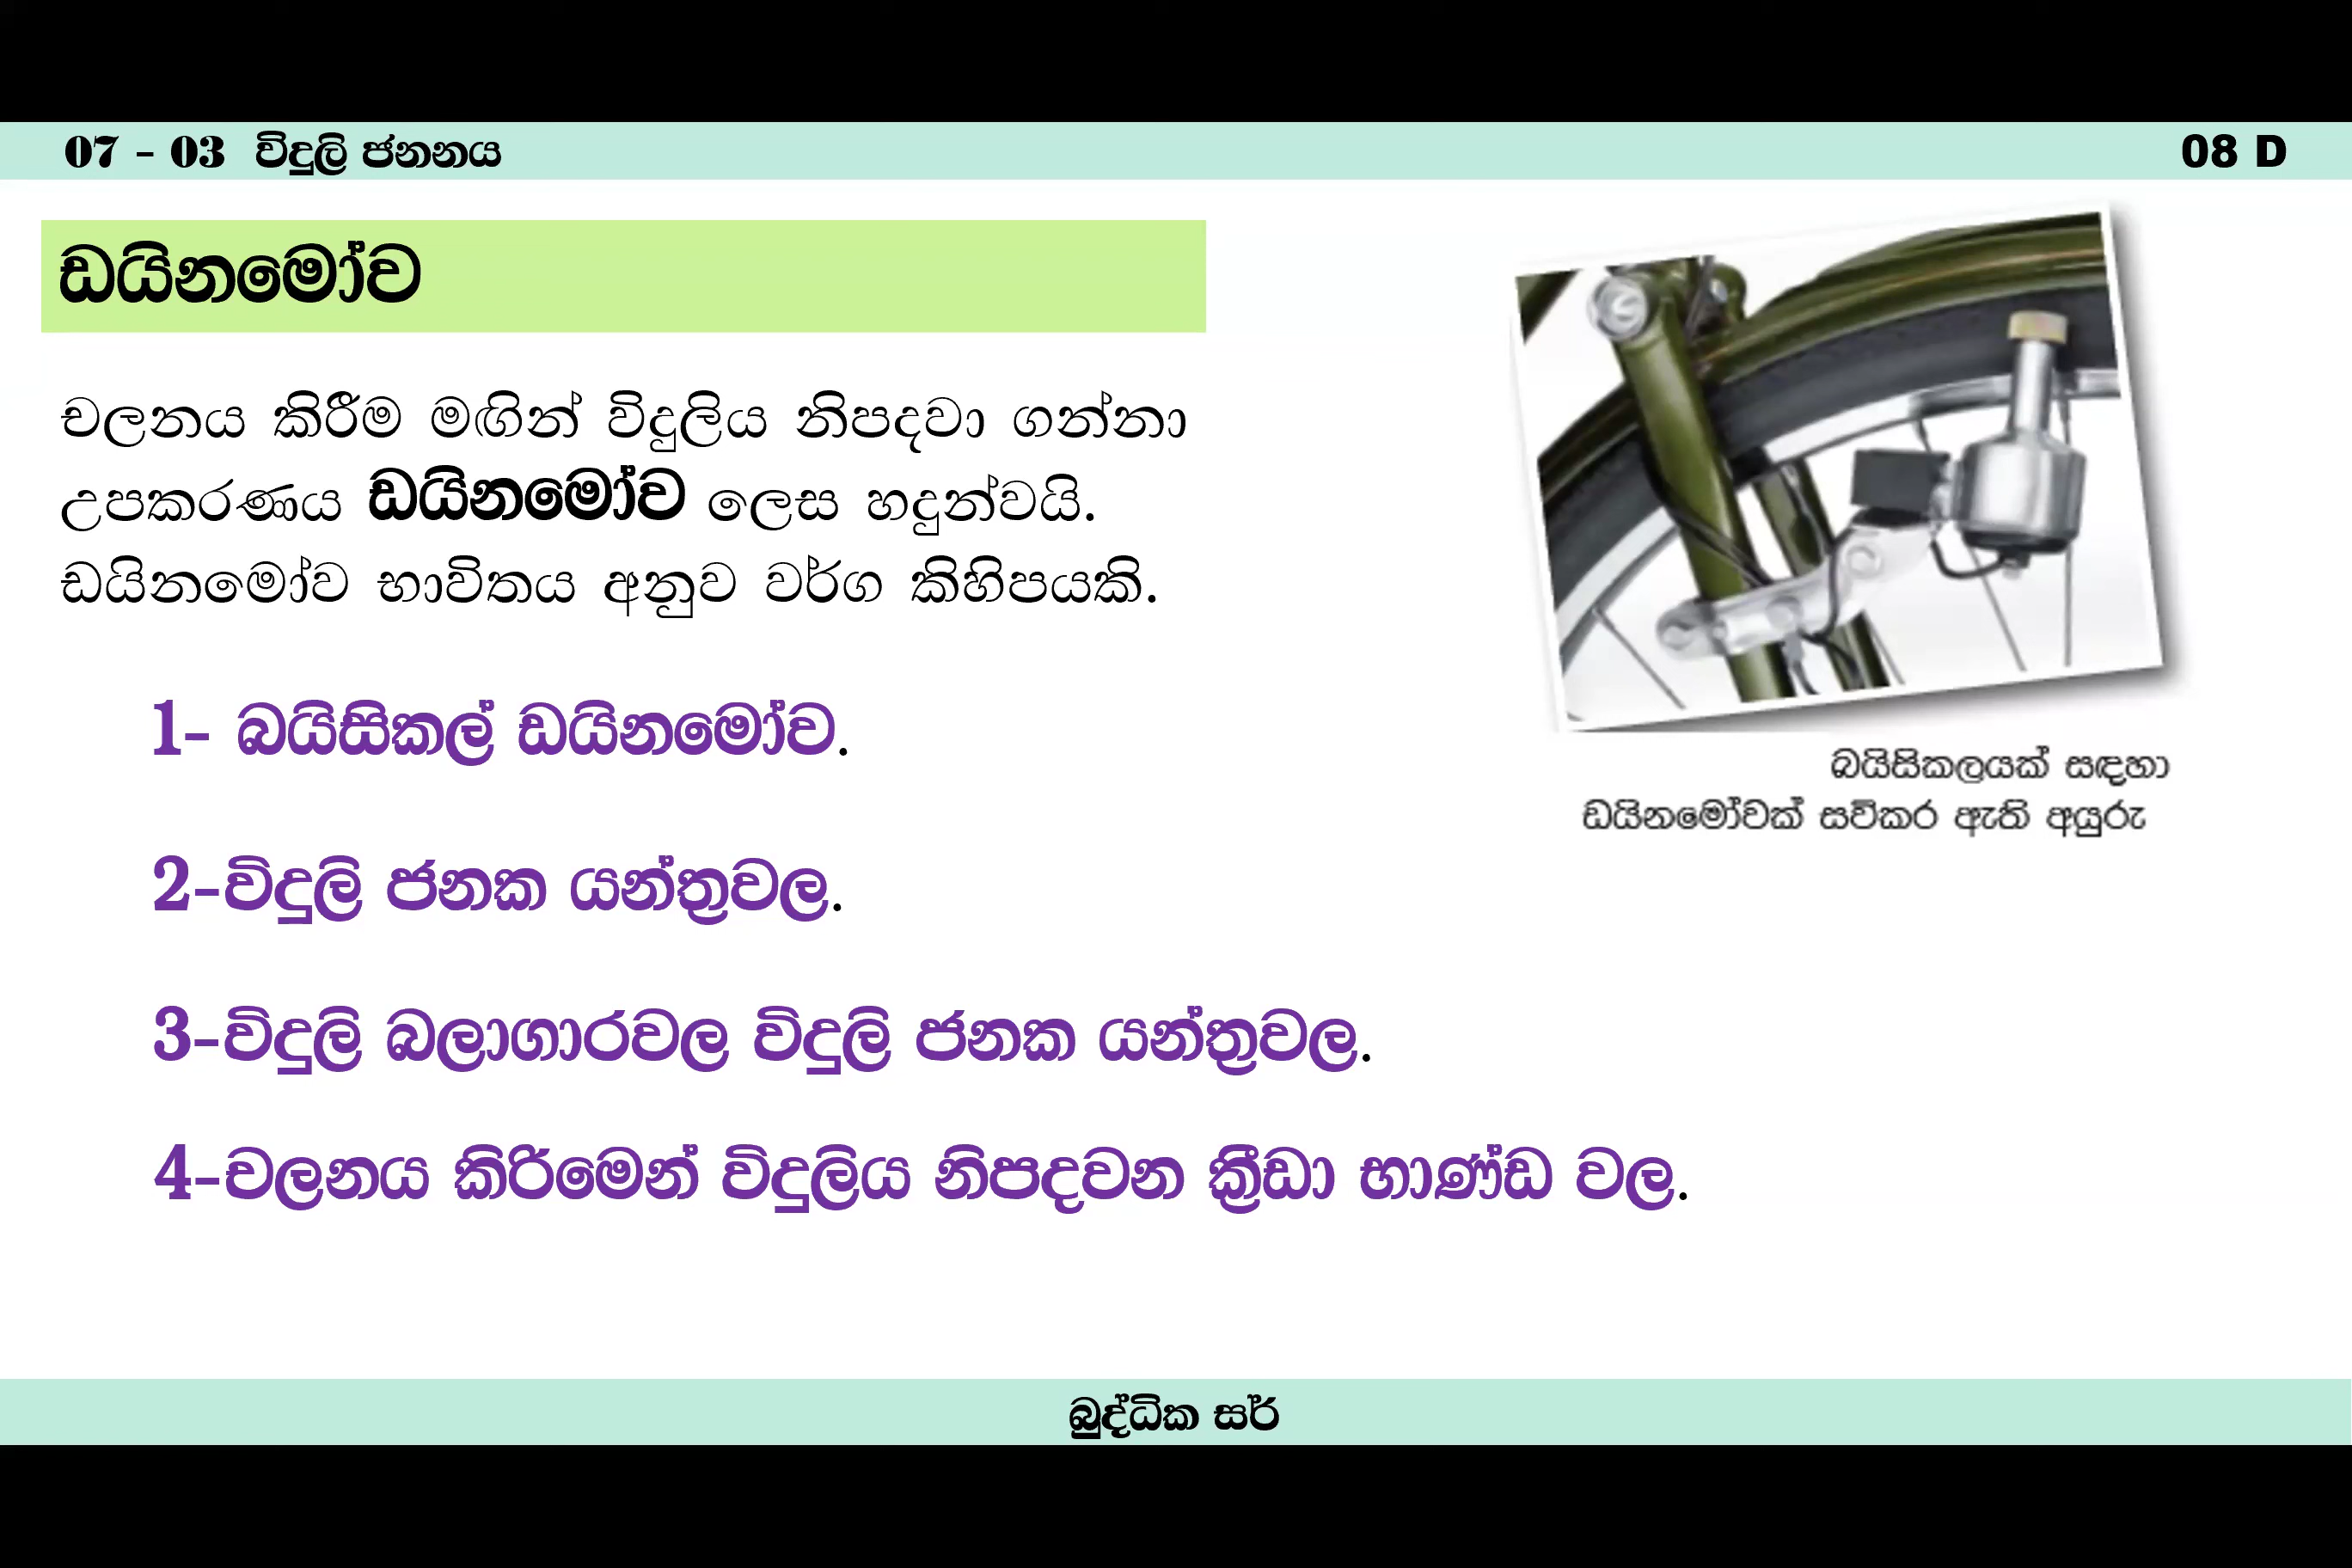 07 - 03 විදුලි ජනනය
08 D
ඩයිනමෝව
චලනය කිරීම මඟින් විදුලිය නිපදවා ගන්නා
උපකරණය ඩයිනමෝව ලෙස හඳුන්වයි.
ඩයිනමෝව භාවිතය අනුව වර්ග කිහිපයකි.
1- බයිසිකල් ඩයිනමෝව.
2-විදුලි ජනක යන්ත්‍රවල.
3-විදුලි බලාගාරවල විදුලි ජනක යන්ත්‍රවල.
4-චලනය කිරිමෙන් විදුලිය නිපදවන ක්‍රීඩා භාණ්ඩ වල.
බයිසිකලයක් සඳහා
ඩයිනමෝවක් සවිකර ඇති අයුරු
බුද්ධික සර්